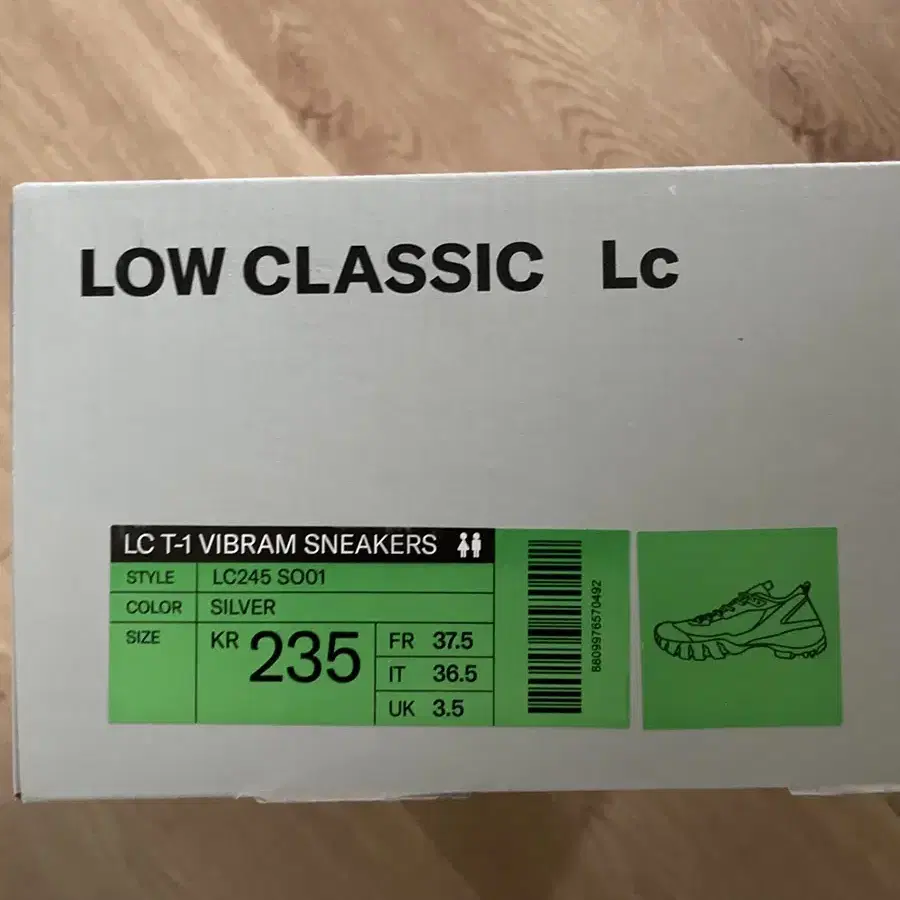 LOW CLASSIC Lc
LC T-1 VIBRAM SNEAKERS
STYLE LC245 SO01
COLOR SILVER
SIZE KR 235
FR 37.5
IT 36.5
UK 3.5
8809976570492